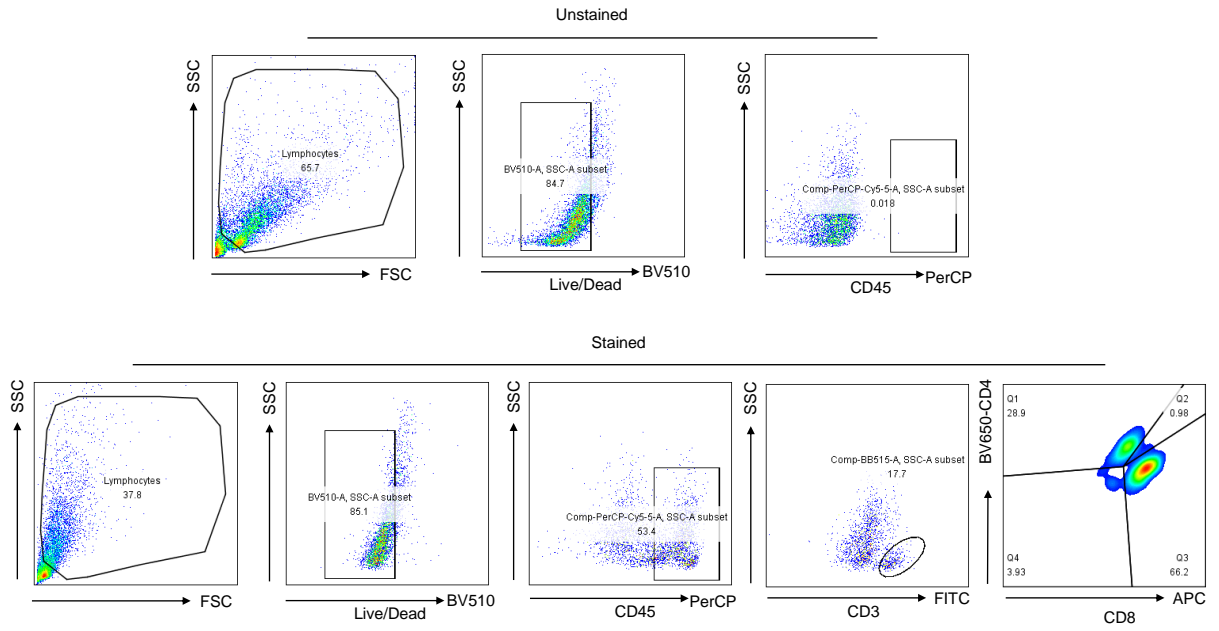 Unstained
SSC
Lymphocytes
65.7
FSC
SSC
BV510-A, SSC-A subset
84.7
BV510
Live/Dead
SSC
Comp-PerCP-Cy5-5-A, SSC-A subset
0.018
PerCP
CD45
Stained
SSC
Lymphocytes
37.8
FSC
SSC
BV510-A, SSC-A subset
85.1
BV510
Live/Dead
SSC
Comp-PerCP-Cy5-5-A, SSC-A subset
53.4
PerCP
CD45
SSC
Comp-BB515-A, SSC-A subset
17.7
FITC
CD3
BV650-CD4
Q1
28.9
Q2
0.98
Q4
3.93
Q3
66.2
APC
CD8